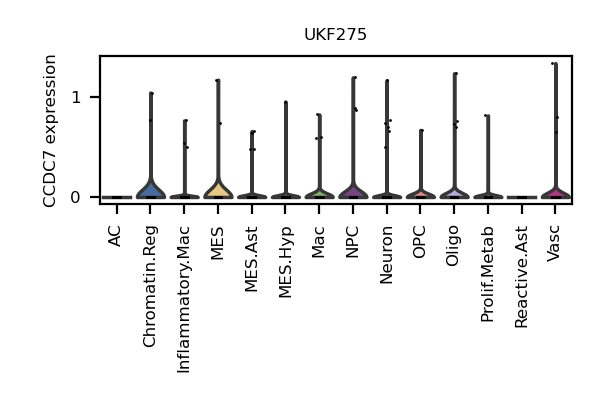 UKF275
CCDC7 expression
1
0
AC
Chromatin.Reg
Inflammatory.Mac
MES
MES.Ast
MES.Hyp
Mac
NPC
Neuron
OPC
Oligo
Prolif.Metab
Reactive.Ast
Vasc